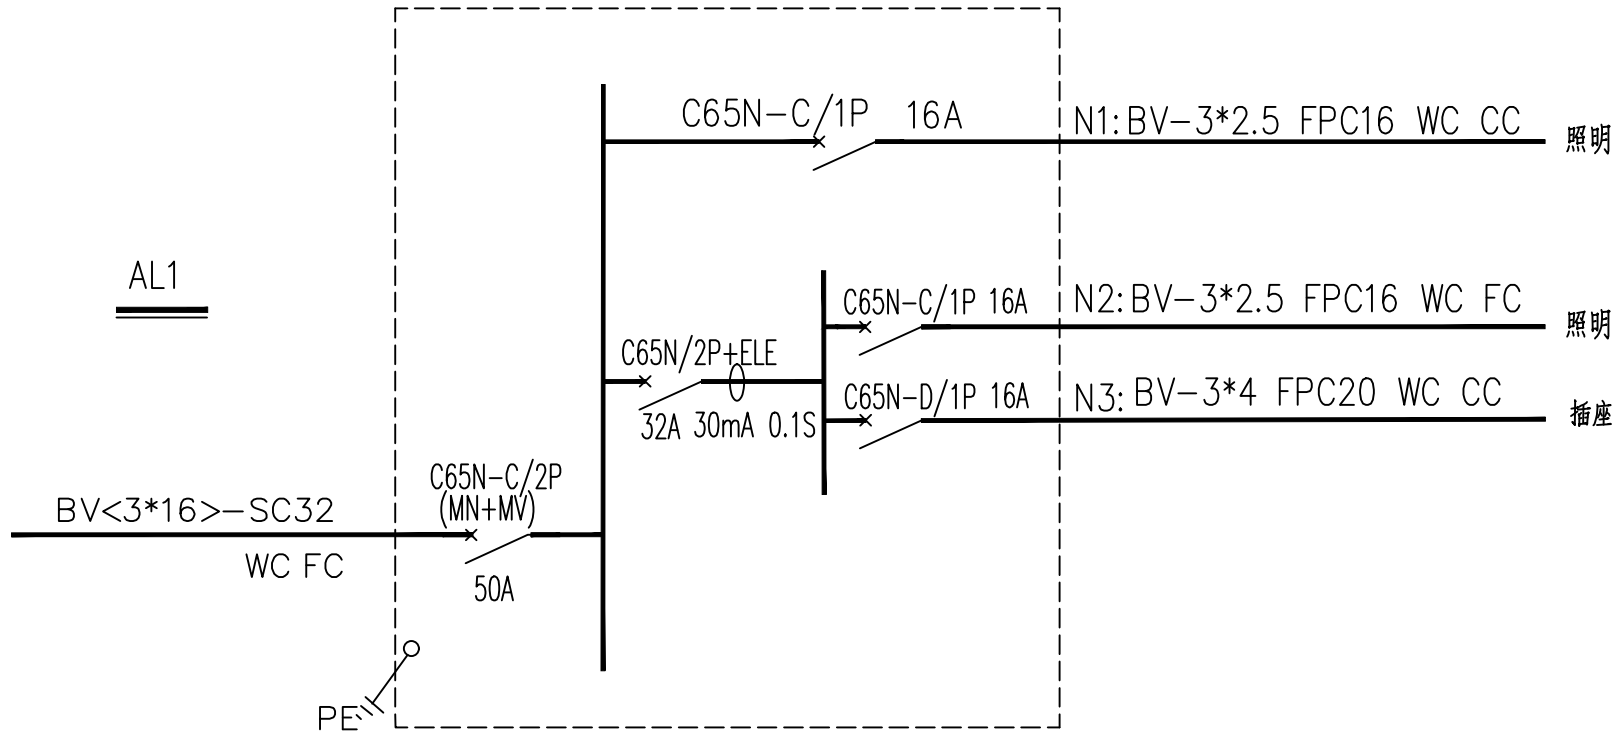 C65N-C/1P 16A
N1:BV-3*2.5 FPC16 WC CC
照明
AL1
C65N-C/1P 16A
N2:BV-3*2.5 FPC16 WC FC
照明
C65N/2P+ELE
32A 30mA 0.1S
C65N-D/1P 16A
N3: BV-3*4 FPC20 WC CC
插座
C65N-C/2P
(MN+MV)
50A
BV<3*16>-SC32
WC FC
PE